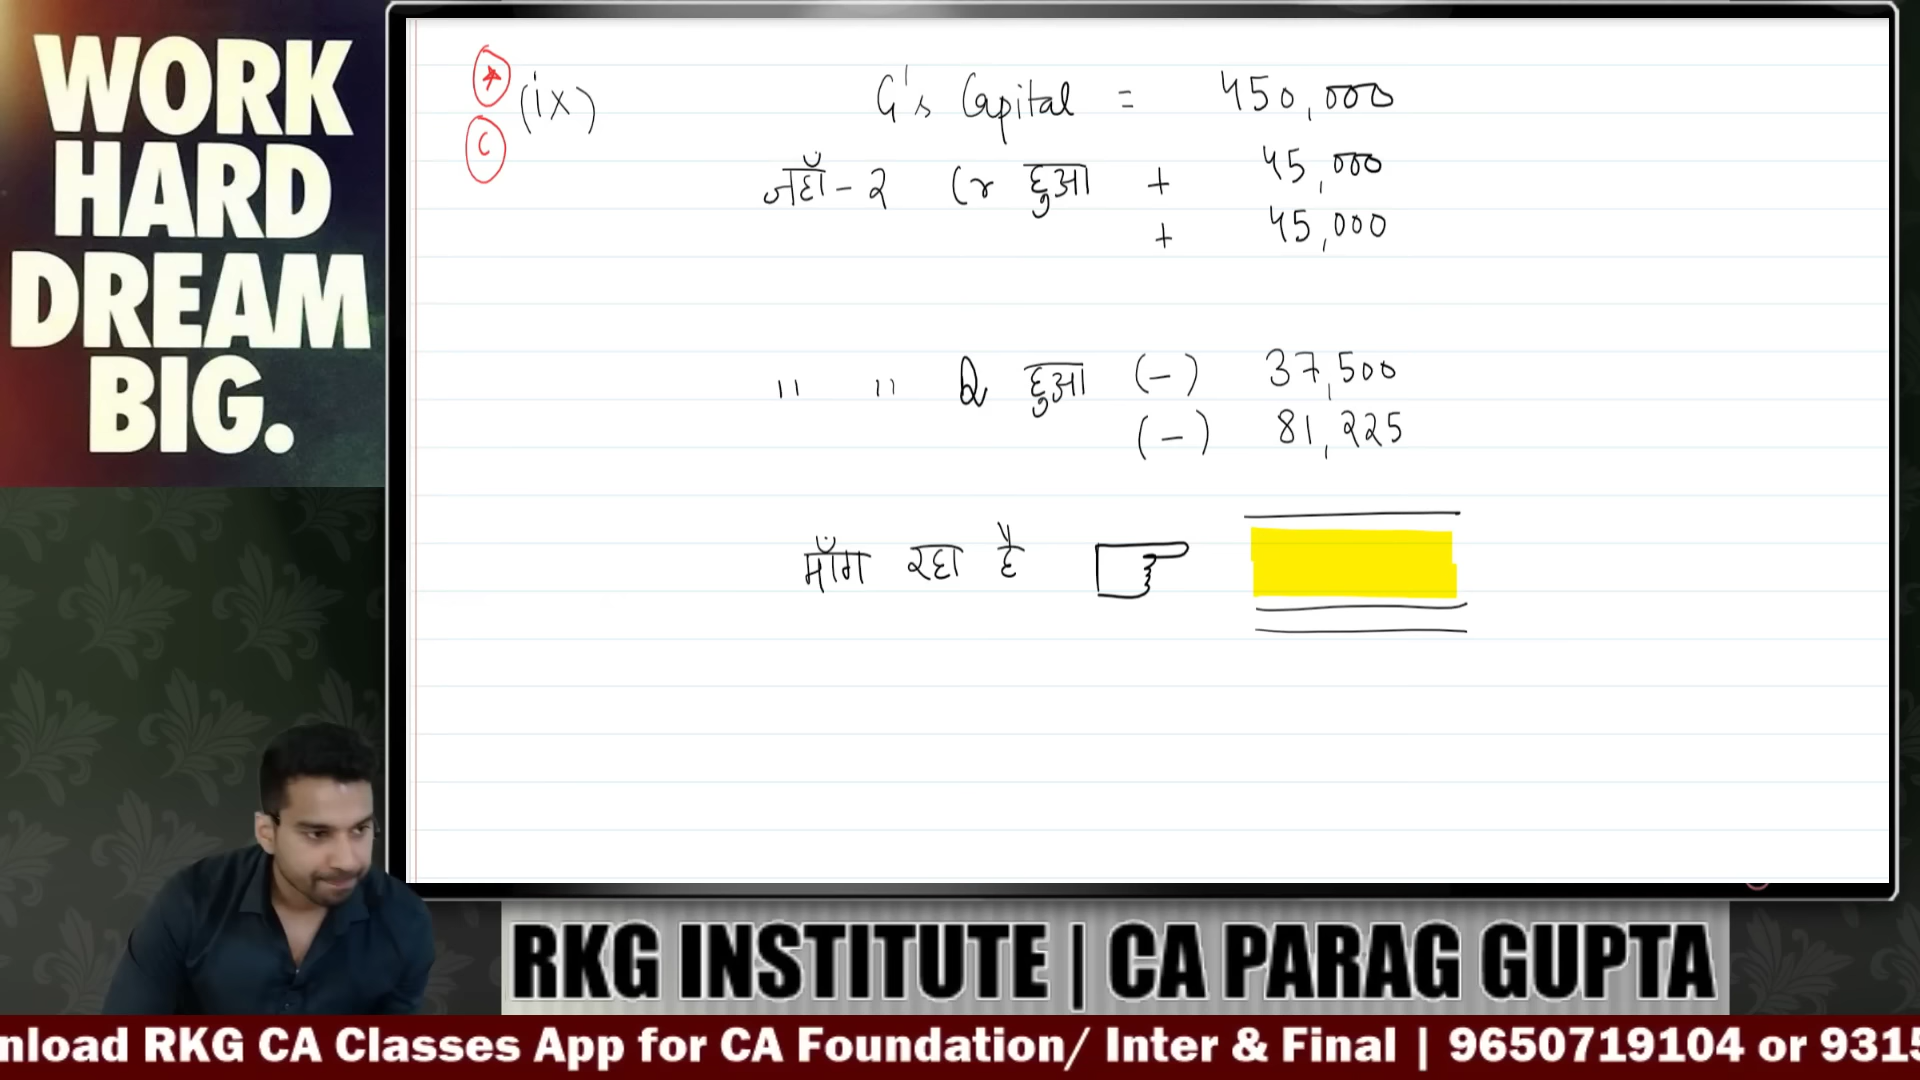 WORK
HARD
DREAM
BIG.
(ix) G's Capital = 450,000
C
जहाँ-२ Cr हुआ + 45,000
+ 45,000
" " Dr हुआ (-) 37,500
(-) 81,225
माँग रहा है
RKG INSTITUTE | CA PARAG GUPTA
nload RKG CA Classes App for CA Foundation/ Inter & Final | 9650719104 or 9315